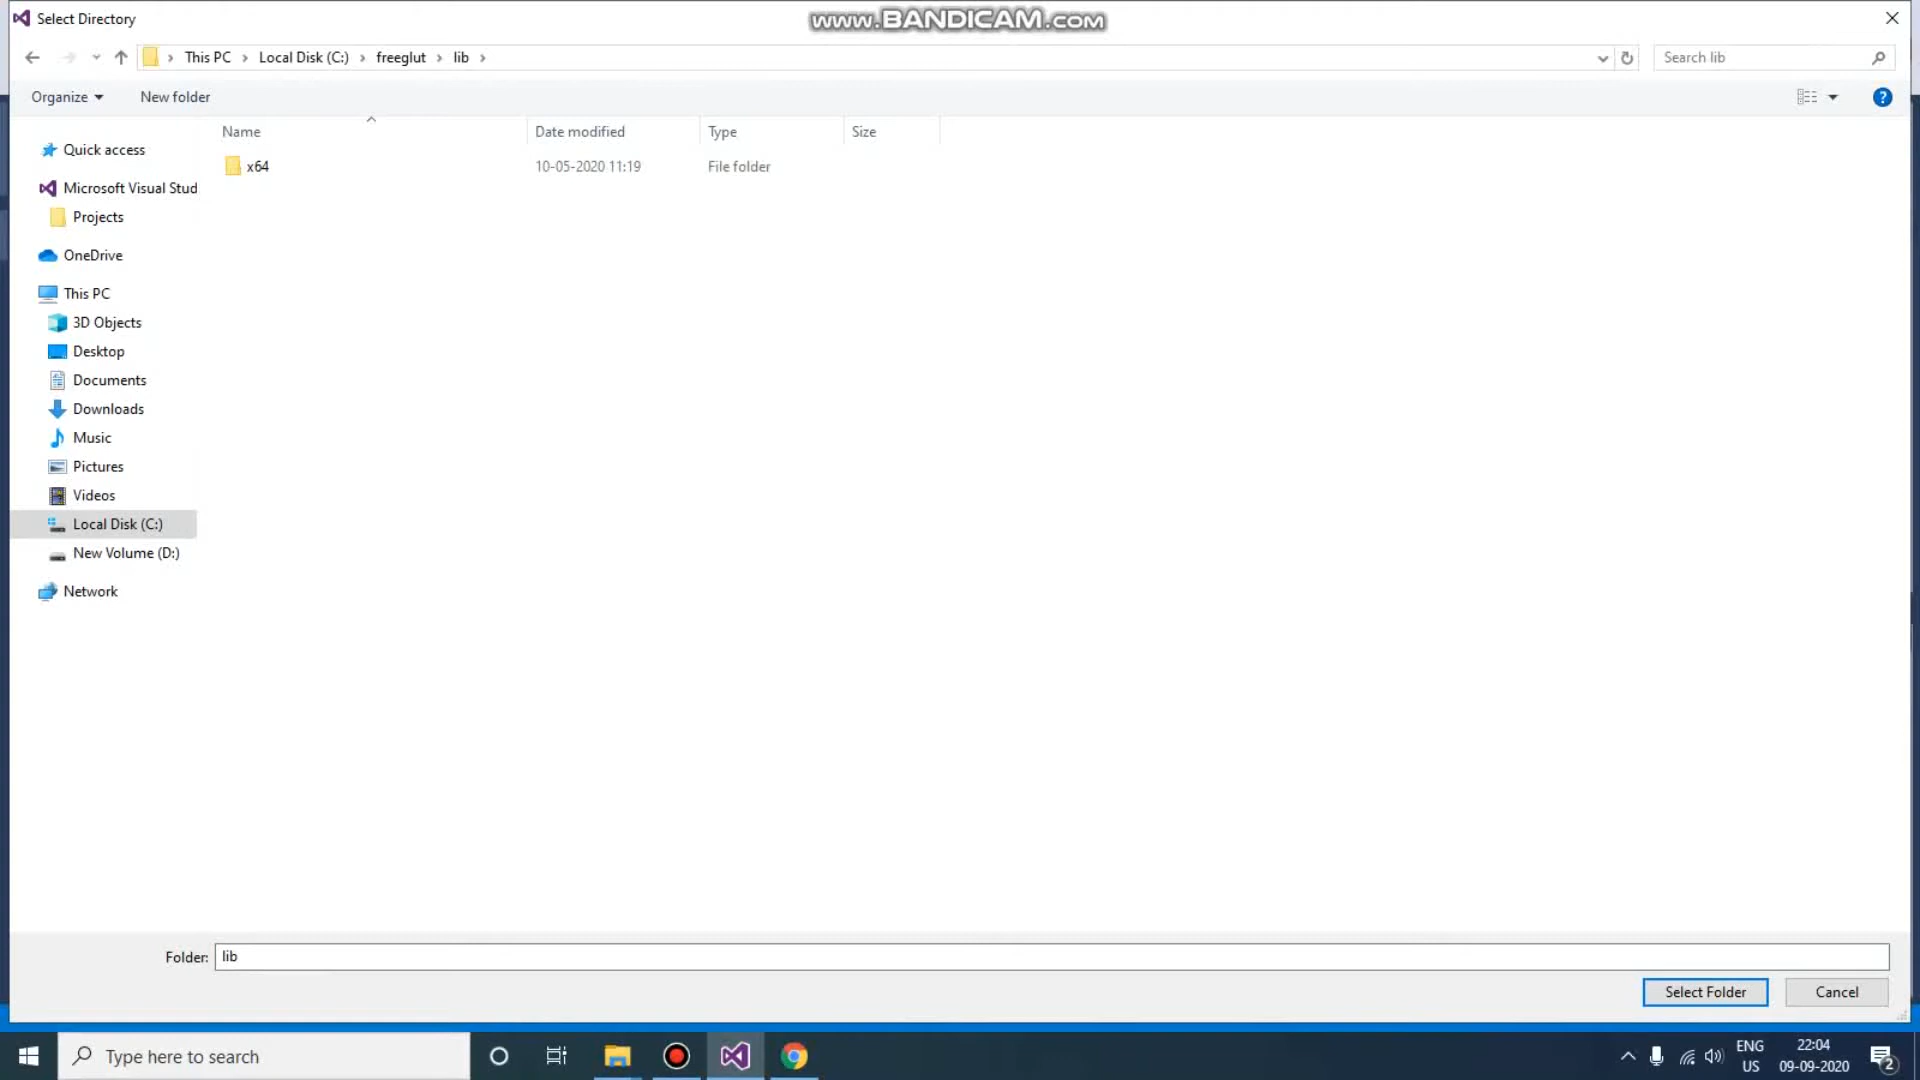 Select Directory
www.BANDICAM.com
This PC
Local Disk (C:)
freeglut
lib
Search lib
Organize
New folder
?
Name
Date modified
Type
Size
x64
10-05-2020 11:19
File folder
Quick access
Microsoft Visual Stud
Projects
OneDrive
This PC
3D Objects
Desktop
Documents
Downloads
Music
Pictures
Videos
Local Disk (C:)
New Volume (D:)
Network
Folder:
lib
Select Folder
Cancel
Type here to search
ENG
US
22:04
09-09-2020
2